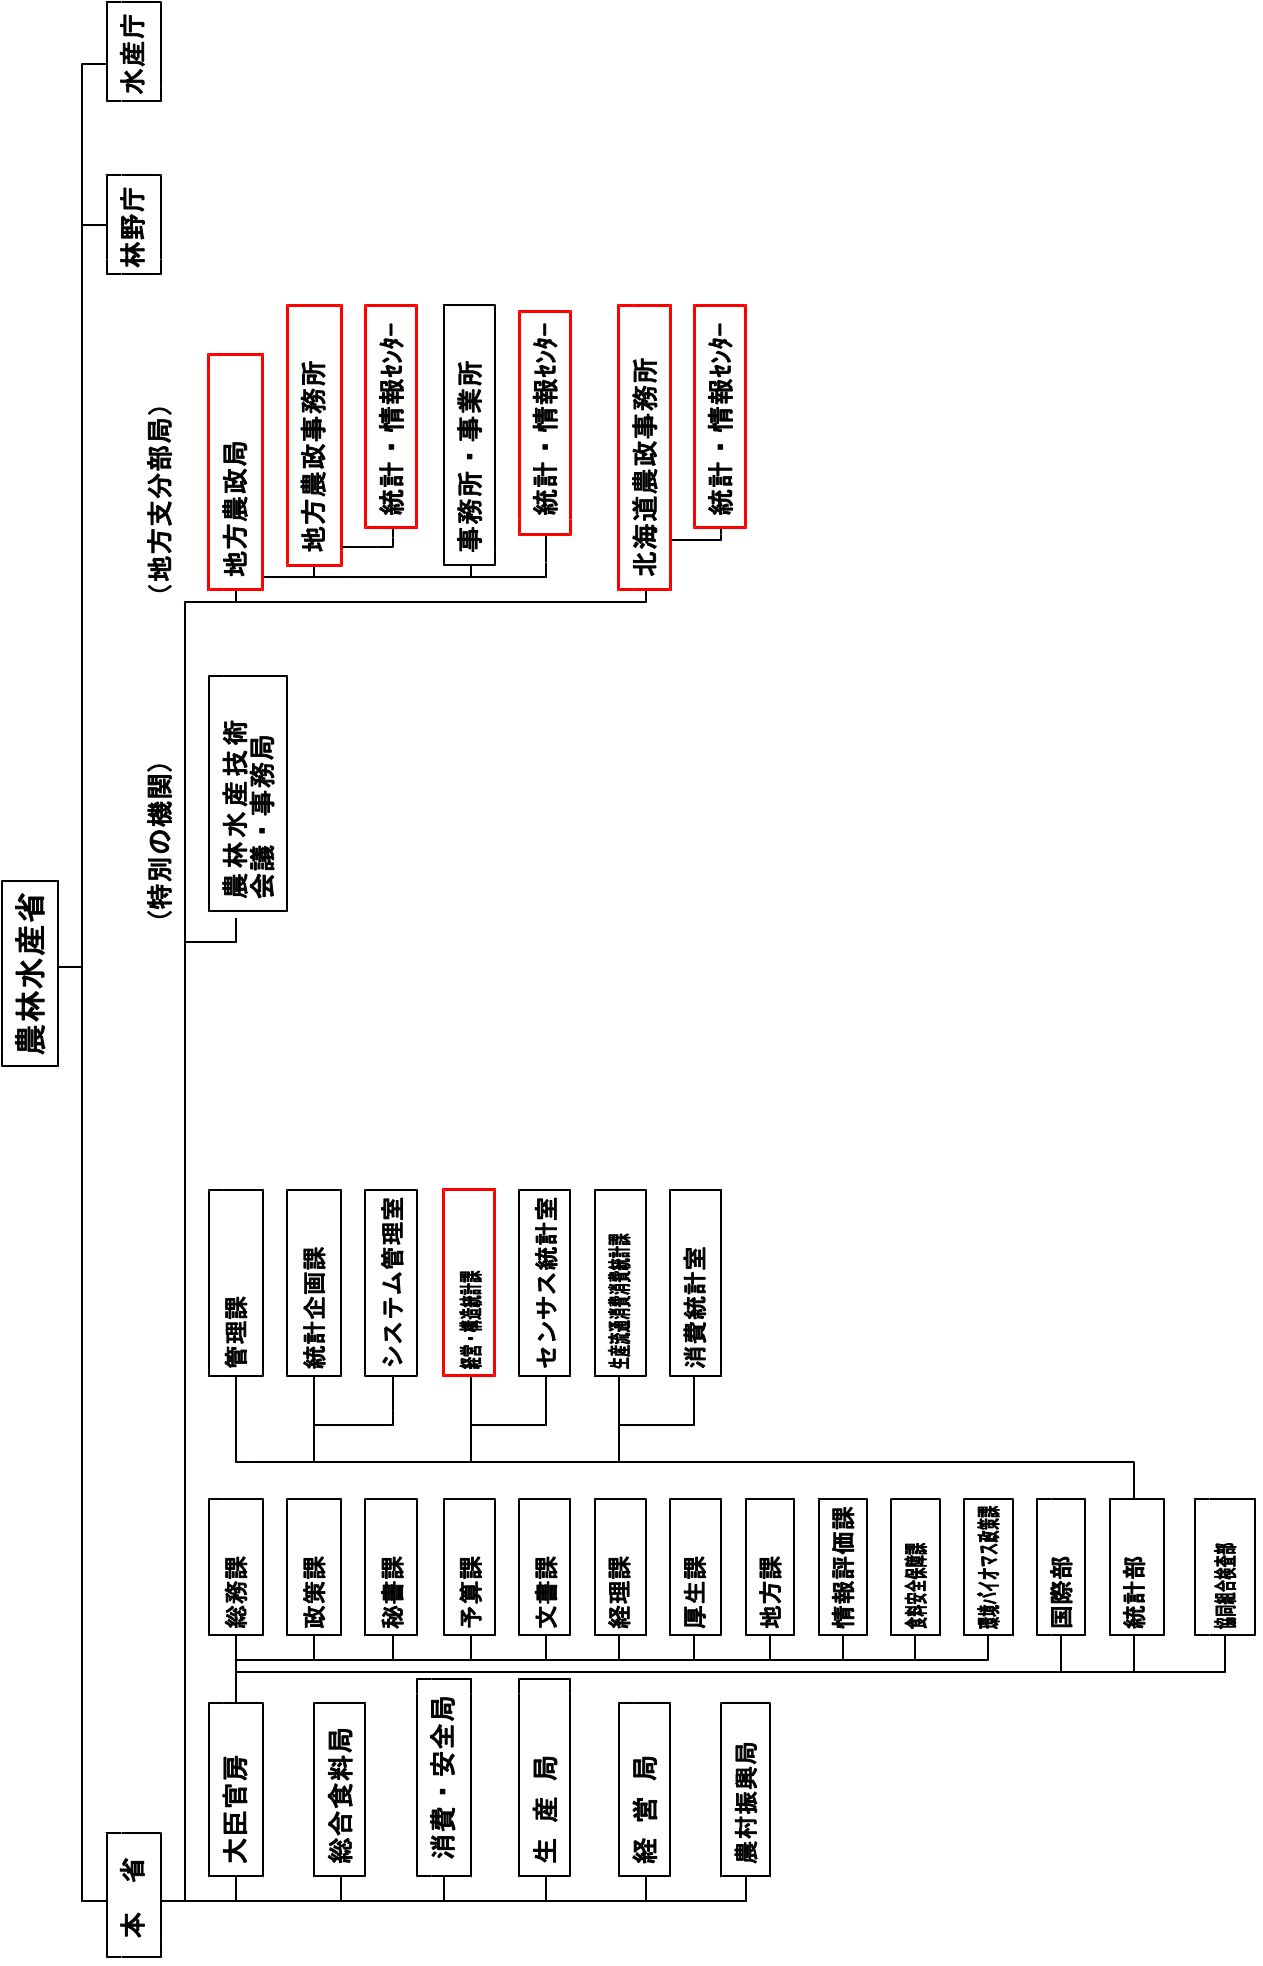 農林水産省
本　省
林野庁
水産庁
（特別の機関）
（地方支分部局）
大臣官房
総合食料局
消費・安全局
生産局
経営局
農村振興局
総務課
政策課
秘書課
予算課
文書課
経理課
厚生課
地方課
情報評価課
食料安全保障課
環境バイオマス政策課
国際部
統計部
協同組合検査部
管理課
統計企画課
システム管理室
経営・構造統計課
センサス統計室
生産流通消費消費統計課
消費統計室
農林水産技術
会議・事務局
地方農政局
地方農政事務所
統計・情報ｾﾝﾀｰ
事務所・事業所
統計・情報ｾﾝﾀｰ
北海道農政事務所
統計・情報ｾﾝﾀｰ